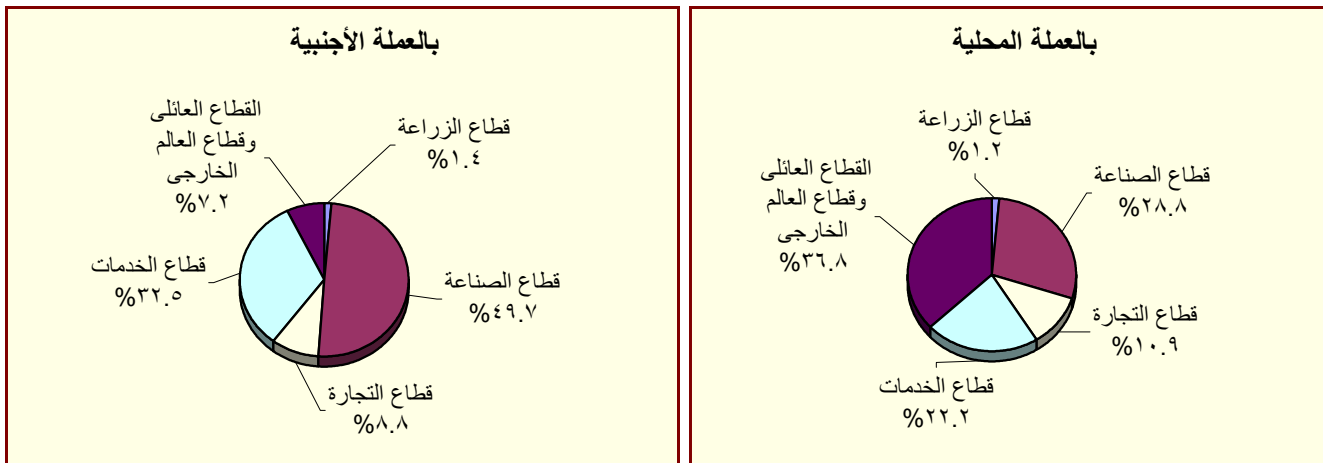 بالعملة المحلية
قطاع الزراعة
%١.٢
قطاع الصناعة
%٢٨.٨
قطاع التجارة
%١٠.٩
قطاع الخدمات
%٢٢.٢
القطاع العائلى
وقطاع العالم
الخارجى
%٣٦.٨
بالعملة الأجنبية
قطاع الزراعة
%١.٤
قطاع الصناعة
%٤٩.٧
قطاع التجارة
%٨.٨
قطاع الخدمات
%٣٢.٥
القطاع العائلى
وقطاع العالم
الخارجى
%٧.٢